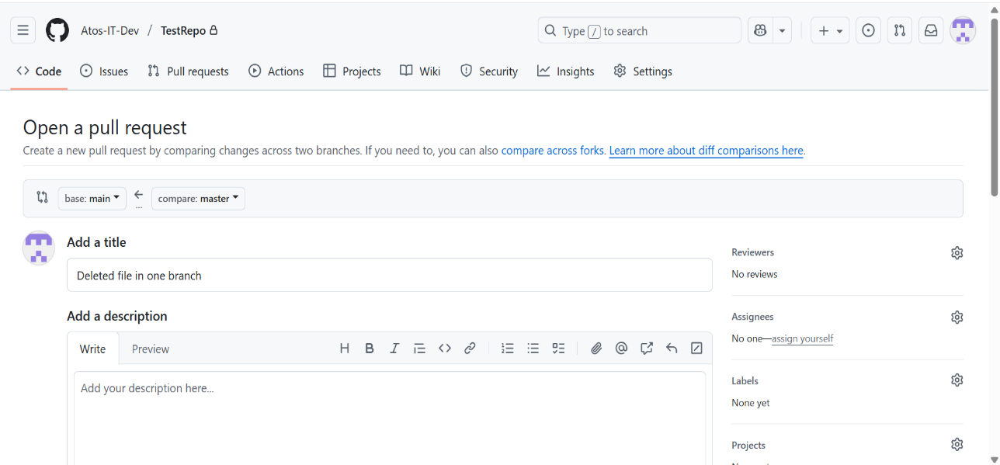 Atos-IT-Dev / TestRepo
Type / to search
Code Issues Pull requests Actions Projects Wiki Security Insights Settings
Open a pull request
Create a new pull request by comparing changes across two branches. If you need to, you can also compare across forks. Learn more about diff comparisons here.
base: main ← ... compare: master
Add a title
Deleted file in one branch
Add a description
Write Preview
Add your description here...
Reviewers
No reviews
Assignees
No one—assign yourself
Labels
None yet
Projects